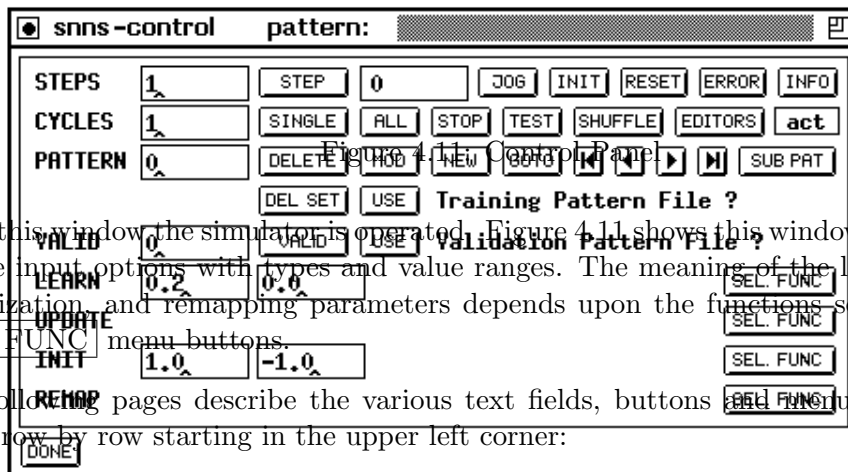 snns-control pattern:
STEPS 1 STEP 0 JOG INIT RESET ERROR INFO
CYCLES 1 SINGLE ALL STOP TEST SHUFFLE EDITORS act
PATTERN 0 DELETE MOD NEW GOTO SUB PAT
Figure 4.11: Control Panel
DEL SET USE Training Pattern File ?
this window the simulator is operated. Figure 4.11 shows this window
VALID 0 VALID USE Validation Pattern File ?
e input options with types and value ranges. The meaning of the l
LEARN 0.2 0.0 SEL. FUNC
ization, and remapping parameters depends upon the functions s
UPDATE SEL. FUNC
FUNC menu buttons.
INIT 1.0 -1.0 SEL. FUNC
ollowing pages describe the various text fields, buttons and menu
REMAP SEL. FUNC
row by row starting in the upper left corner:
DONE